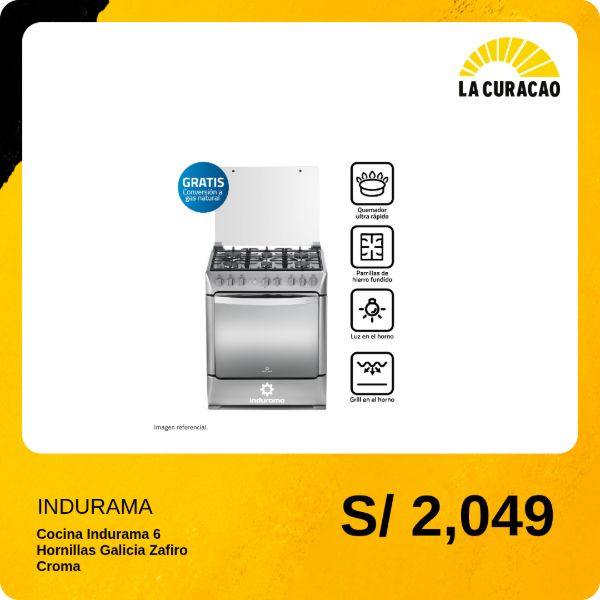 LA CURACAO
GRATIS
Conversión a
gas natural
Quemador
ultra rápido
Parrillas de
hierro fundido
Luz en el horno
Grill en el horno
indurama
Imagen referencial.
INDURAMA
Cocina Indurama 6
Hornillas Galicia Zafiro
Croma
S/ 2,049